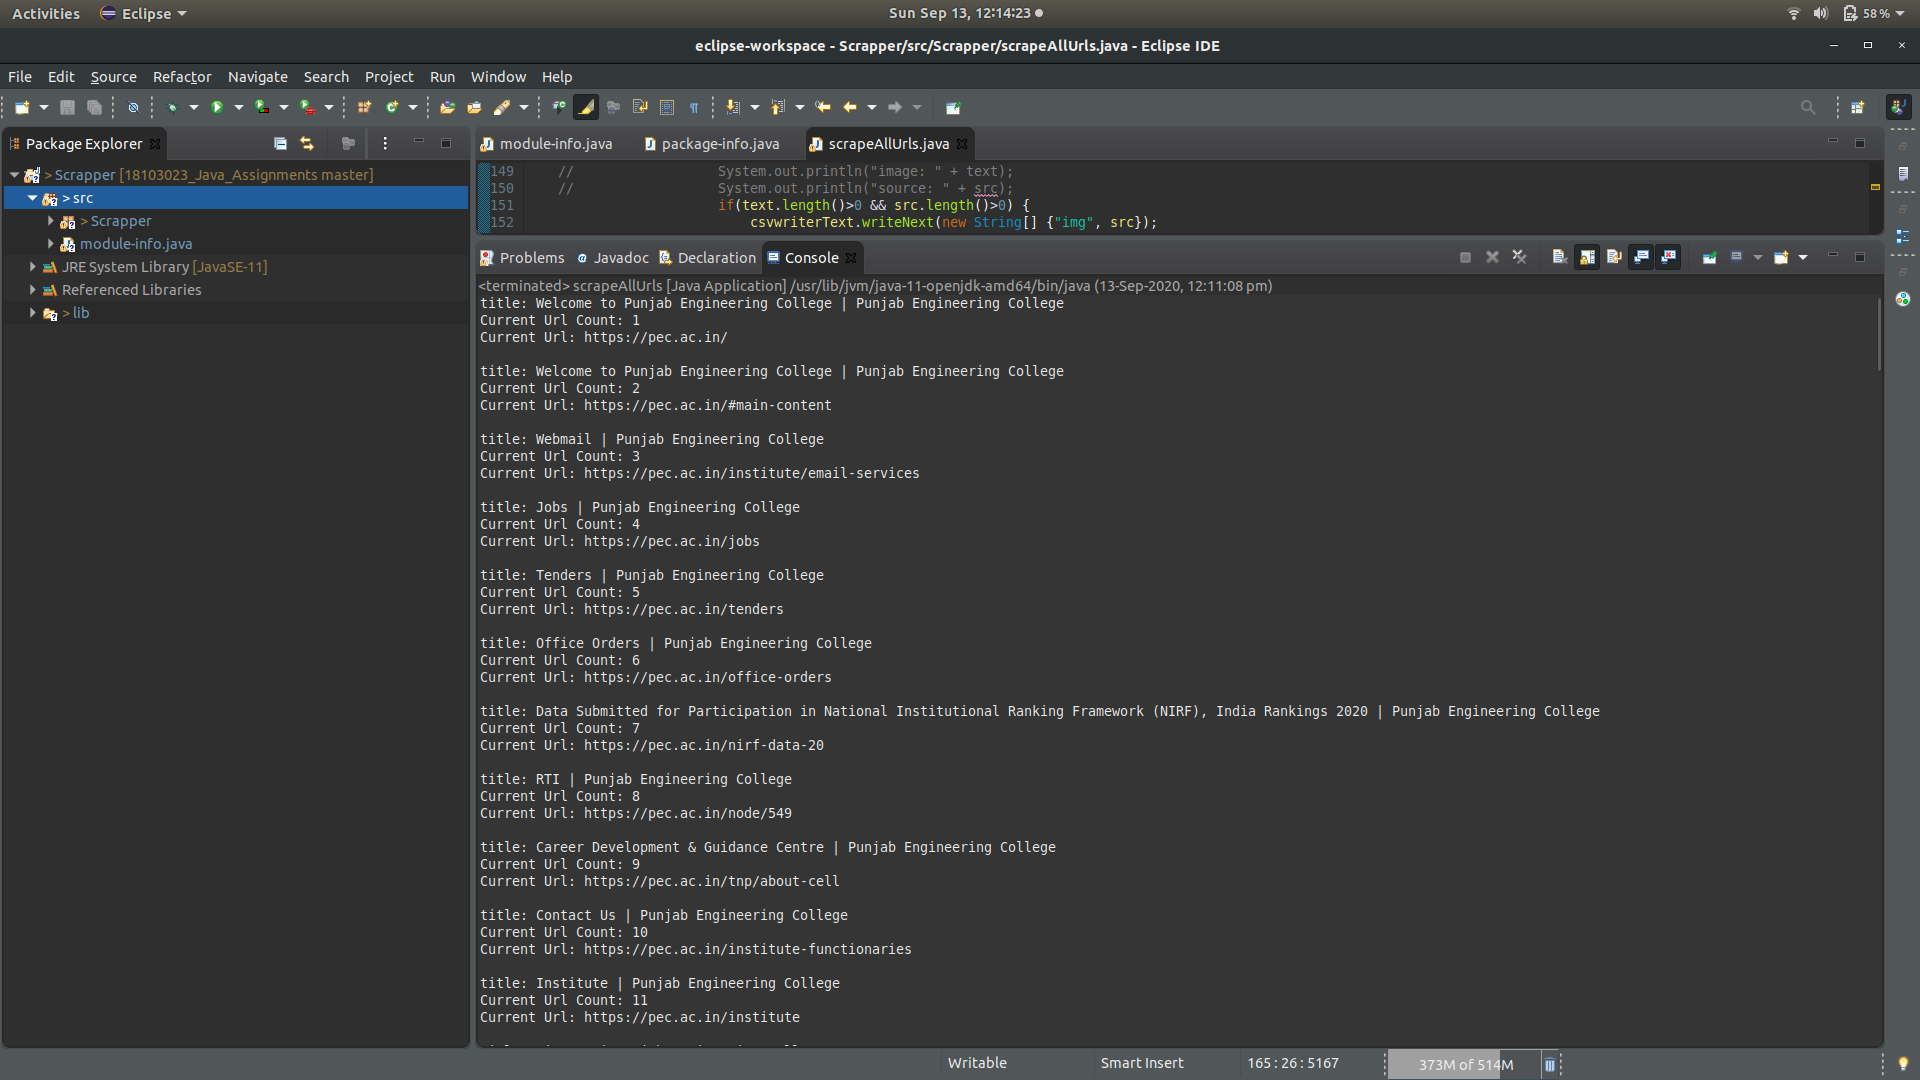 Activities Eclipse Sun Sep 13, 12:14:23 58 %
eclipse-workspace - Scrapper/src/Scrapper/scrapeAllUrls.java - Eclipse IDE
File Edit Source Refactor Navigate Search Project Run Window Help
Package Explorer
> Scrapper [18103023_Java_Assignments master]
> src
> Scrapper
module-info.java
JRE System Library [JavaSE-11]
Referenced Libraries
> lib
module-info.java package-info.java scrapeAllUrls.java
149 // System.out.println("image: " + text);
150 // System.out.println("source: " + src);
151 if(text.length()>0 && src.length()>0) {
152 csvwriterText.writeNext(new String[] {"img", src});
Problems Javadoc Declaration Console
<terminated> scrapeAllUrls [Java Application] /usr/lib/jvm/java-11-openjdk-amd64/bin/java (13-Sep-2020, 12:11:08 pm)
title: Welcome to Punjab Engineering College | Punjab Engineering College
Current Url Count: 1
Current Url: https://pec.ac.in/
title: Welcome to Punjab Engineering College | Punjab Engineering College
Current Url Count: 2
Current Url: https://pec.ac.in/#main-content
title: Webmail | Punjab Engineering College
Current Url Count: 3
Current Url: https://pec.ac.in/institute/email-services
title: Jobs | Punjab Engineering College
Current Url Count: 4
Current Url: https://pec.ac.in/jobs
title: Tenders | Punjab Engineering College
Current Url Count: 5
Current Url: https://pec.ac.in/tenders
title: Office Orders | Punjab Engineering College
Current Url Count: 6
Current Url: https://pec.ac.in/office-orders
title: Data Submitted for Participation in National Institutional Ranking Framework (NIRF), India Rankings 2020 | Punjab Engineering College
Current Url Count: 7
Current Url: https://pec.ac.in/nirf-data-20
title: RTI | Punjab Engineering College
Current Url Count: 8
Current Url: https://pec.ac.in/node/549
title: Career Development & Guidance Centre | Punjab Engineering College
Current Url Count: 9
Current Url: https://pec.ac.in/tnp/about-cell
title: Contact Us | Punjab Engineering College
Current Url Count: 10
Current Url: https://pec.ac.in/institute-functionaries
title: Institute | Punjab Engineering College
Current Url Count: 11
Current Url: https://pec.ac.in/institute
Writable Smart Insert 165 : 26 : 5167 373M of 514M